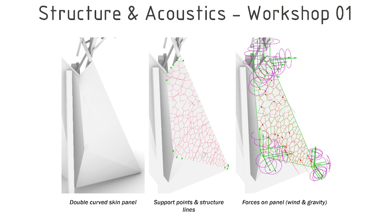 Structure & Acoustics - Workshop 01
Double curved skin panel
Support points & structure
lines
Forces on panel (wind & gravity)